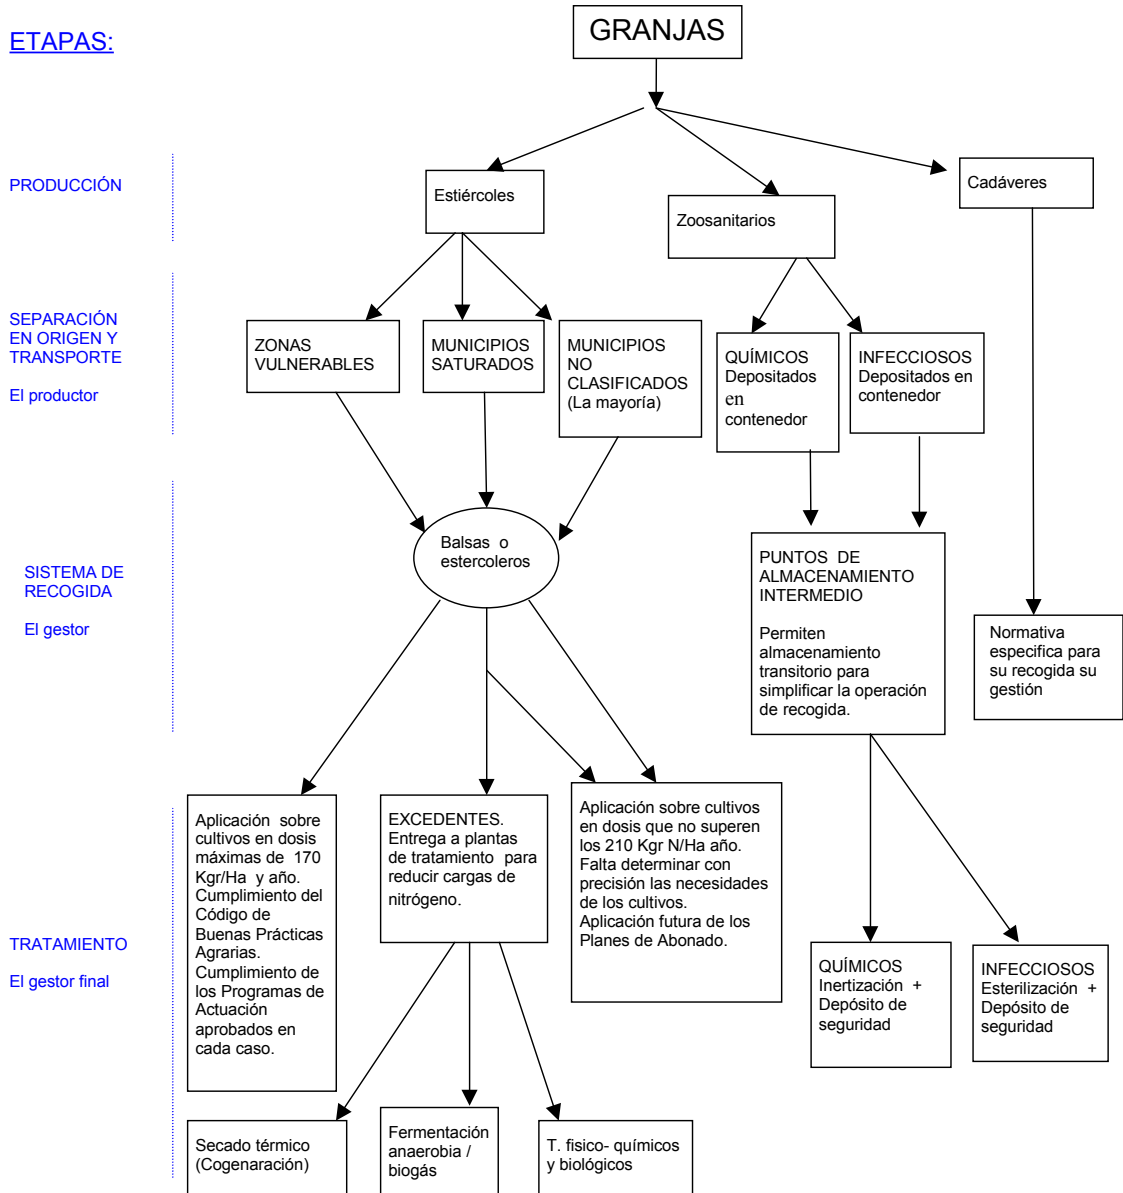 ETAPAS:
GRANJAS
PRODUCCIÓN
Estiércoles
Zoosanitarios
Cadáveres
SEPARACIÓN
EN ORIGEN Y
TRANSPORTE
El productor
ZONAS
VULNERABLES
MUNICIPIOS
SATURADOS
MUNICIPIOS
NO
CLASIFICADOS
(La mayoría)
QUÍMICOS
Depositados
en
contenedor
INFECCIOSOS
Depositados en
contenedor
SISTEMA DE
RECOGIDA
El gestor
Balsas o
estercoleros
PUNTOS DE
ALMACENAMIENTO
INTERMEDIO
Permiten
almacenamiento
transitorio para
simplificar la operación
de recogida.
Normativa
especifica para
su recogida su
gestión
TRATAMIENTO
El gestor final
Aplicación sobre
cultivos en dosis
máximas de 170
Kgr/Ha y año.
Cumplimiento del
Código de
Buenas Prácticas
Agrarias.
Cumplimiento de
los Programas de
Actuación
aprobados en
cada caso.
EXCEDENTES.
Entrega a plantas
de tratamiento para
reducir cargas de
nitrógeno.
Aplicación sobre cultivos
en dosis que no superen
los 210 Kgr N/Ha año.
Falta determinar con
precisión las necesidades
de los cultivos.
Aplicación futura de los
Planes de Abonado.
QUÍMICOS
Inertización +
Depósito de
seguridad
INFECCIOSOS
Esterilización +
Depósito de
seguridad
Secado térmico
(Cogenaración)
Fermentación
anaerobia /
biogás
T. fisico- químicos
y biológicos